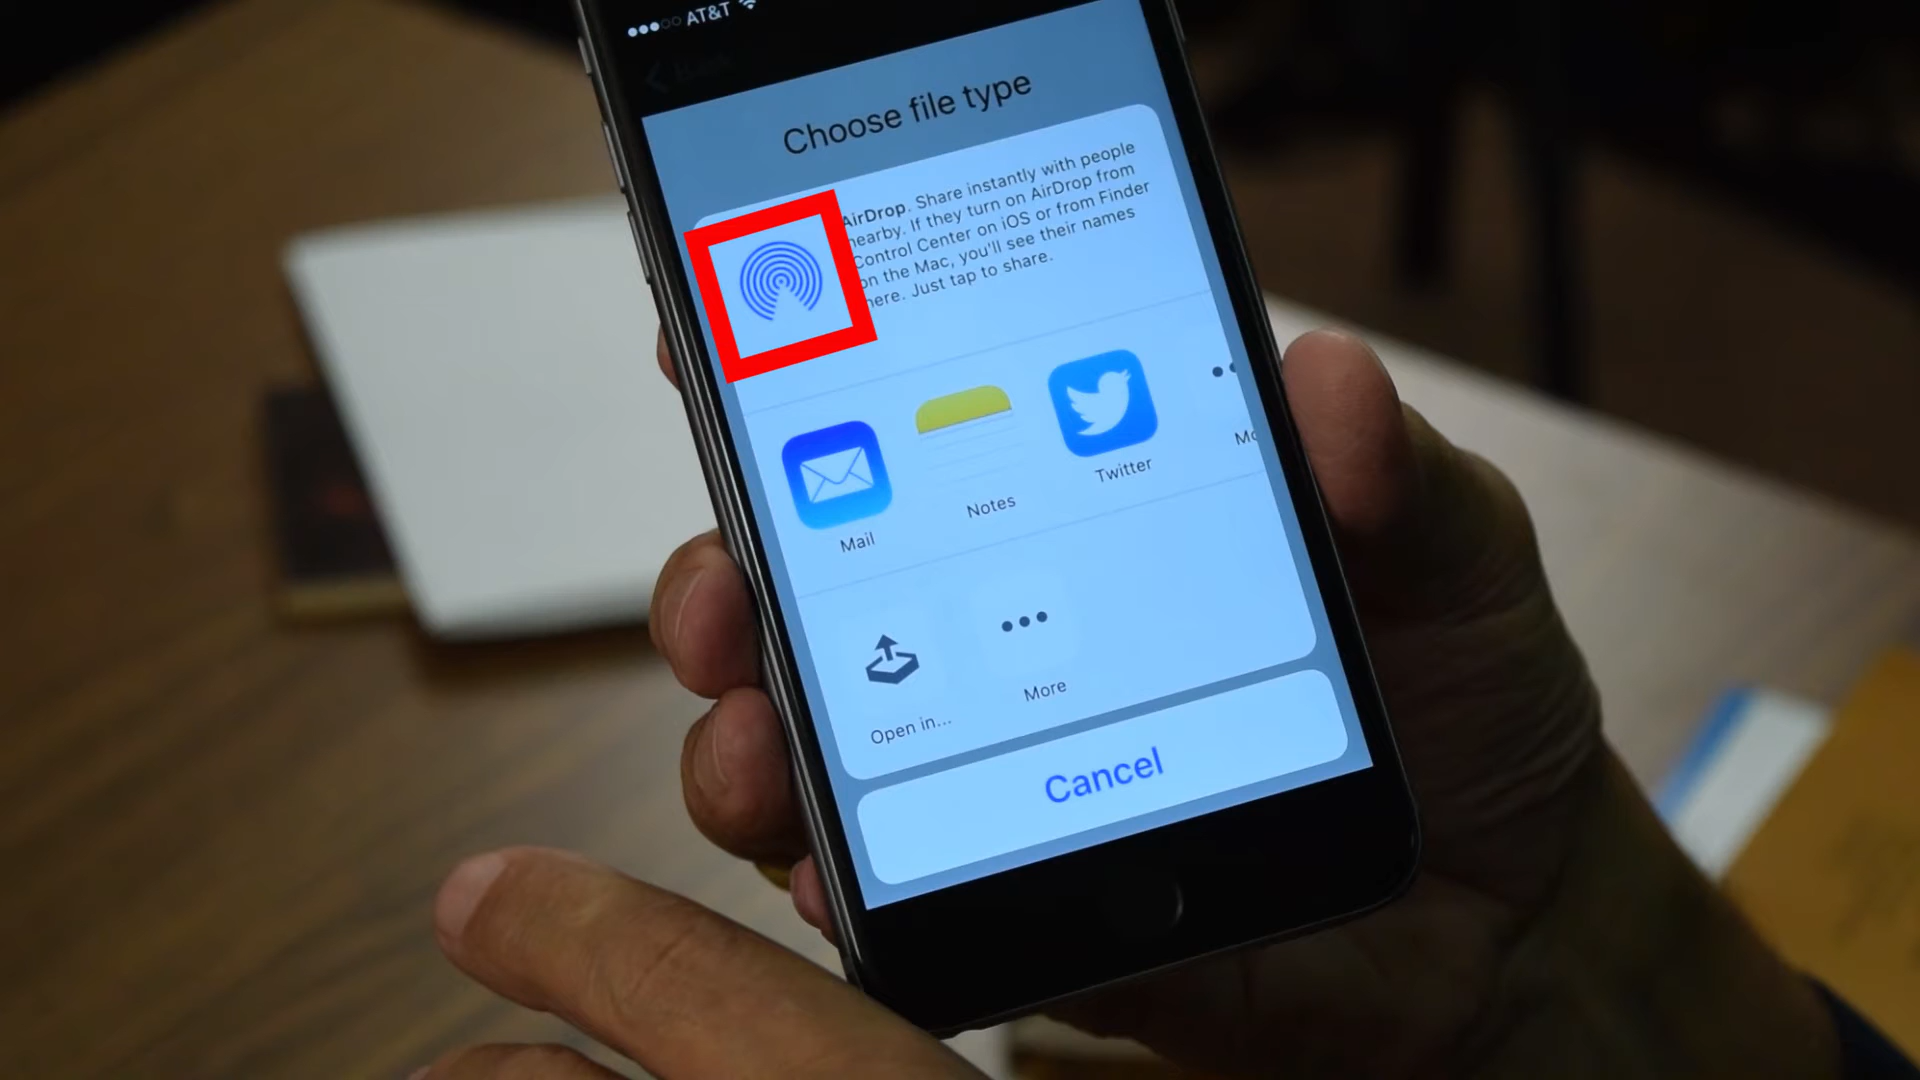 AT&T
Choose file type
AirDrop. Share instantly with people
nearby. If they turn on AirDrop from
Control Center on iOS or from Finder
on the Mac, you'll see their names
here. Just tap to share.
Mail
Notes
Twitter
Open in...
More
Cancel